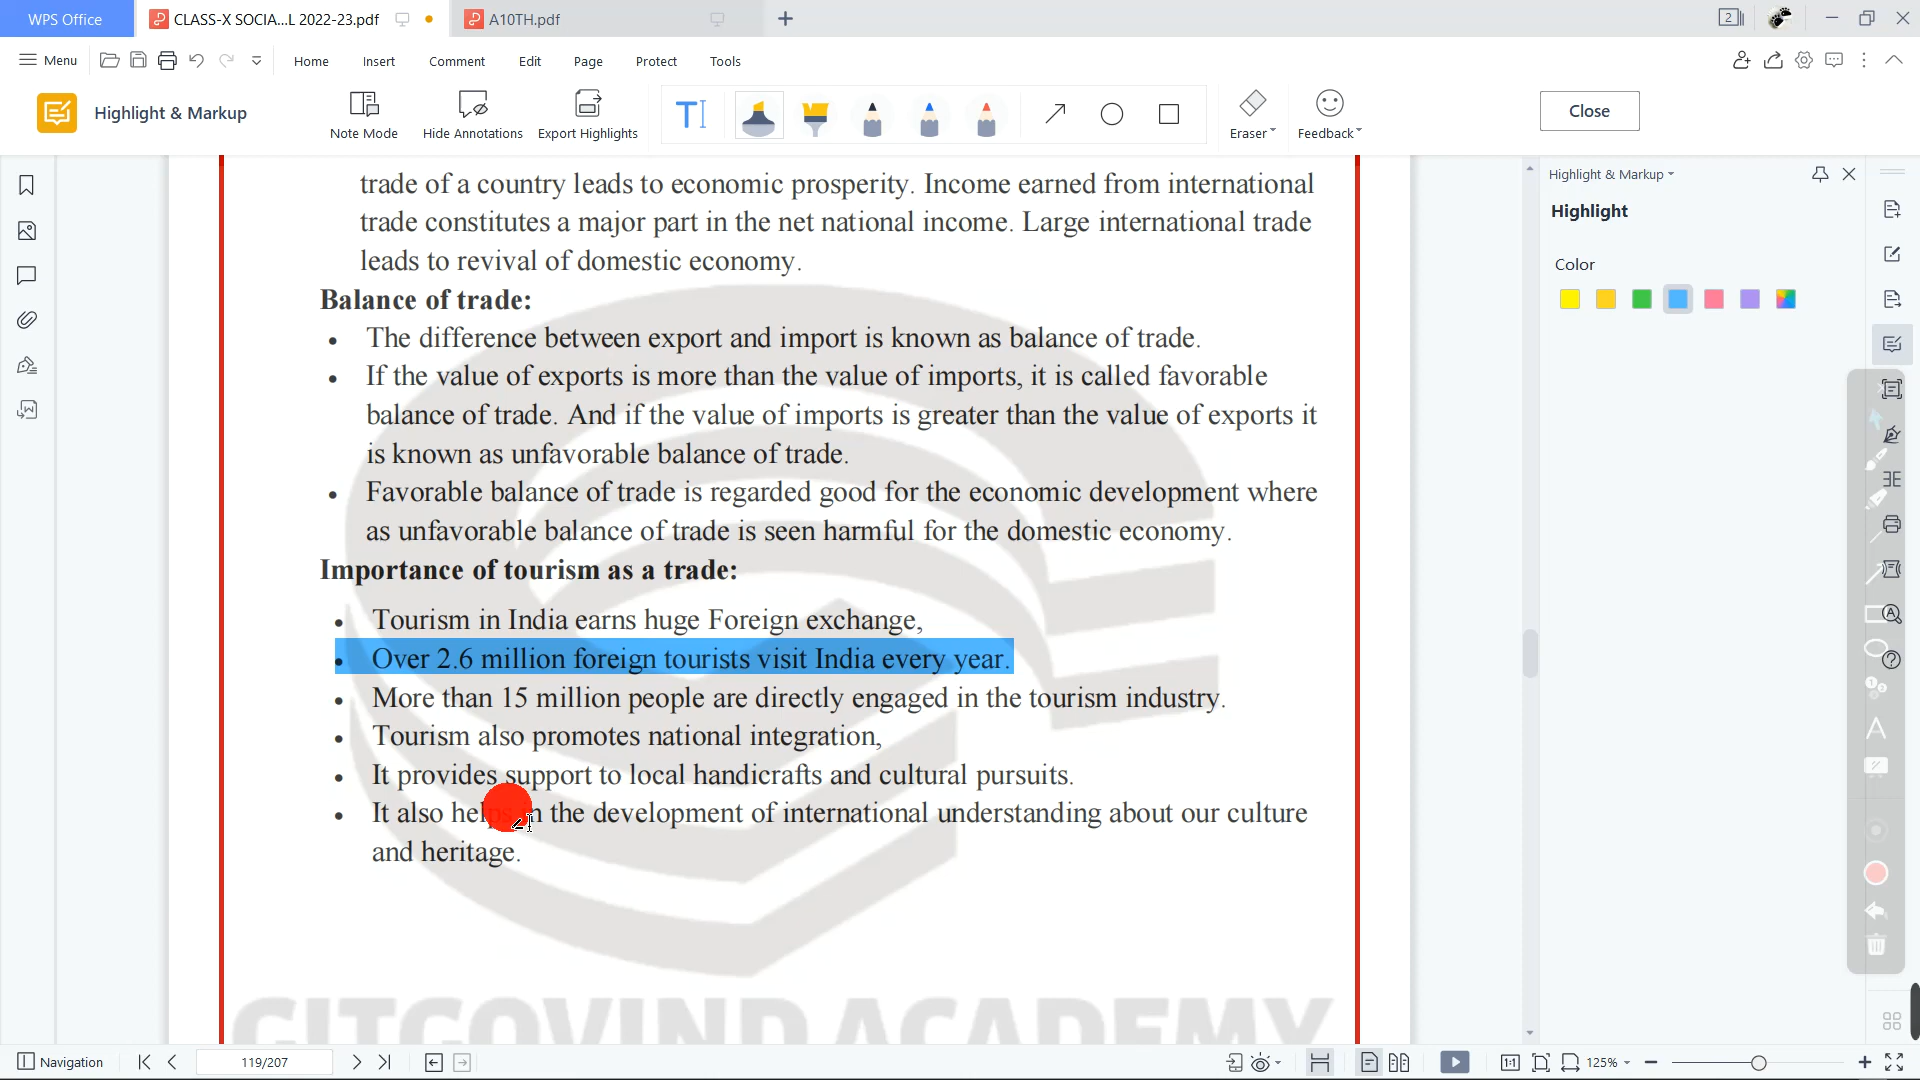 WPS Office
CLASS-X SOCIA...L 2022-23.pdf
A10TH.pdf
2
Menu
Home
Insert
Comment
Edit
Page
Protect
Tools
Highlight & Markup
Note Mode
Hide Annotations
Export Highlights
Eraser
Feedback
Close
trade of a country leads to economic prosperity. Income earned from international
trade constitutes a major part in the net national income. Large international trade
leads to revival of domestic economy.
Balance of trade:
• The difference between export and import is known as balance of trade.
• If the value of exports is more than the value of imports, it is called favorable
balance of trade. And if the value of imports is greater than the value of exports it
is known as unfavorable balance of trade.
• Favorable balance of trade is regarded good for the economic development where
as unfavorable balance of trade is seen harmful for the domestic economy.
Importance of tourism as a trade:
• Tourism in India earns huge Foreign exchange,
• Over 2.6 million foreign tourists visit India every year.
• More than 15 million people are directly engaged in the tourism industry.
• Tourism also promotes national integration,
• It provides support to local handicrafts and cultural pursuits.
• It also helps in the development of international understanding about our culture
and heritage.
GITGOVIND ACADEMY
Highlight & Markup
Highlight
Color
Navigation
119/207
1:1
125%